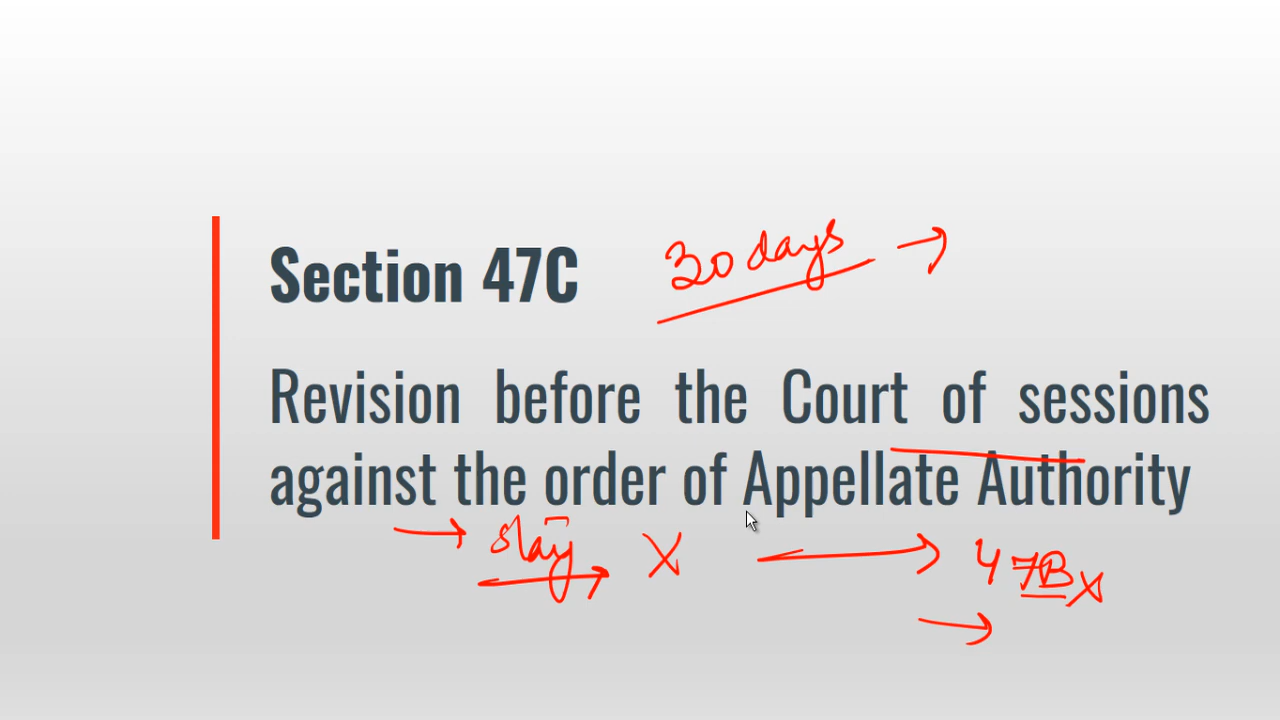 Section 47C 30 days
Revision before the Court of sessions
against the order of Appellate Authority
stay X 47B X